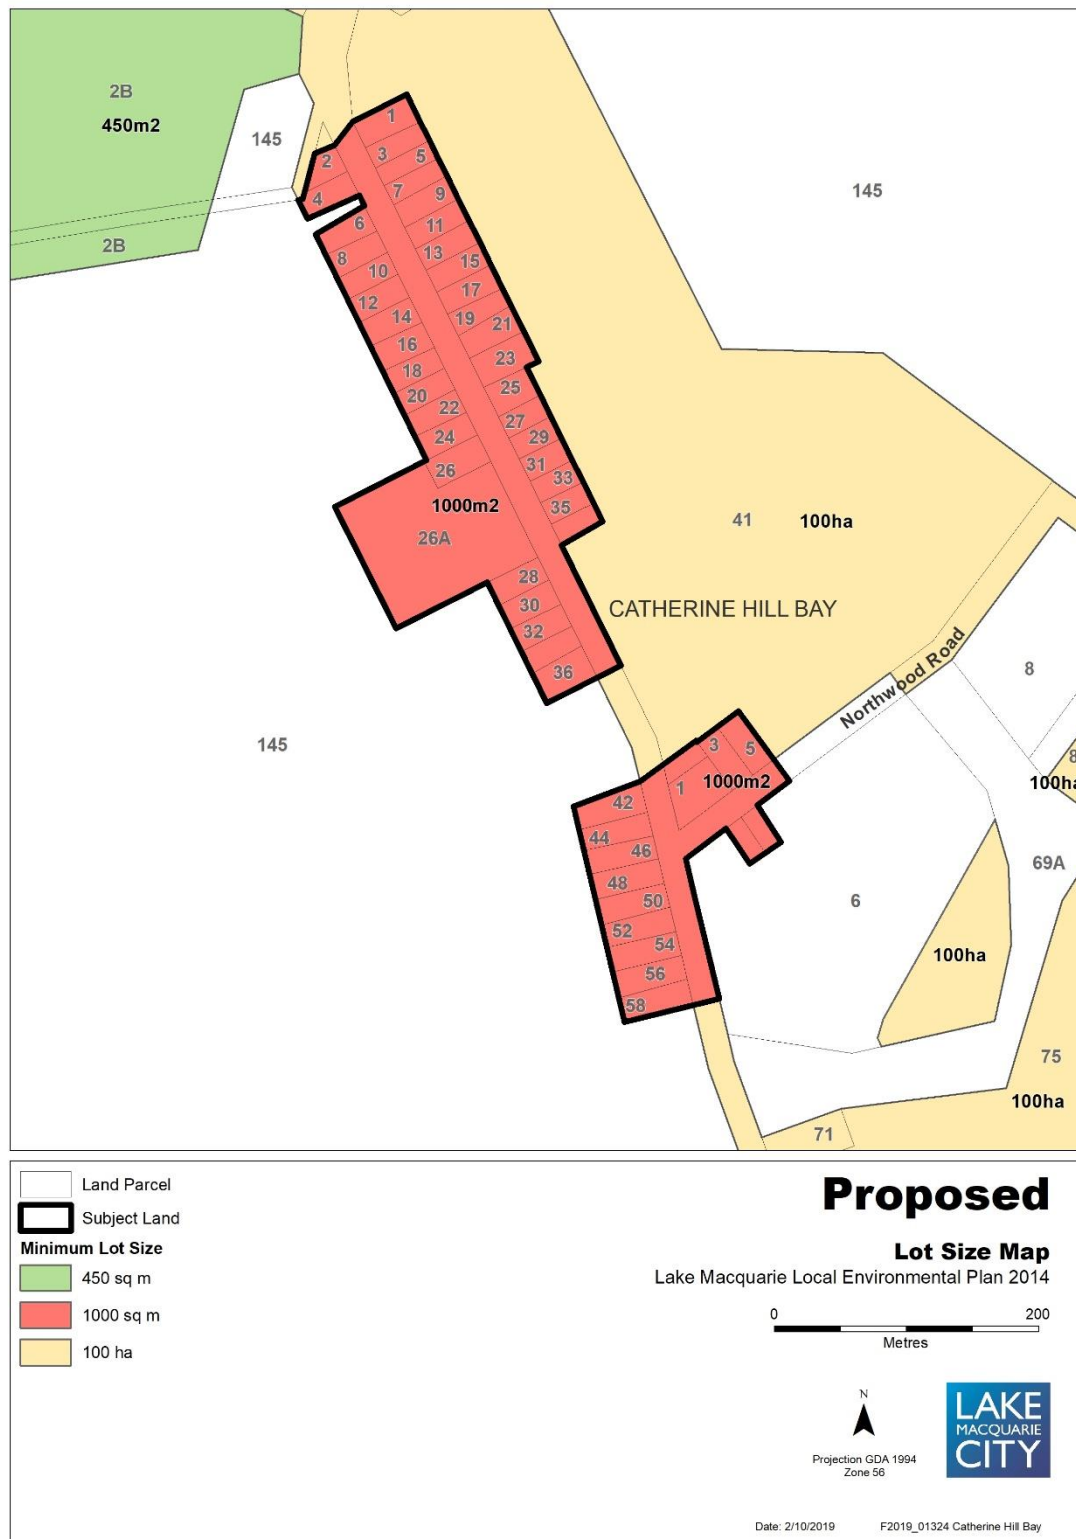 2B
450m2
145
2B
145
1
3
5
2
7
9
4
6
11
13
8
15
10
17
12
14
19
21
16
23
18
25
20
22
27
24
29
26
31
33
1000m2
35
26A
41
100ha
28
30
CATHERINE HILL BAY
32
36
Northwood Road
8
145
3
5
1
1000m2
8
100ha
42
44
46
48
50
52
54
56
58
6
69A
100ha
75
100ha
71
Land Parcel
Subject Land
Minimum Lot Size
450 sq m
1000 sq m
100 ha
Proposed
Lot Size Map
Lake Macquarie Local Environmental Plan 2014
0 200
Metres
N
Projection GDA 1994
Zone 56
LAKE
MACQUARIE
CITY
Date: 2/10/2019 F2019_01324 Catherine Hill Bay